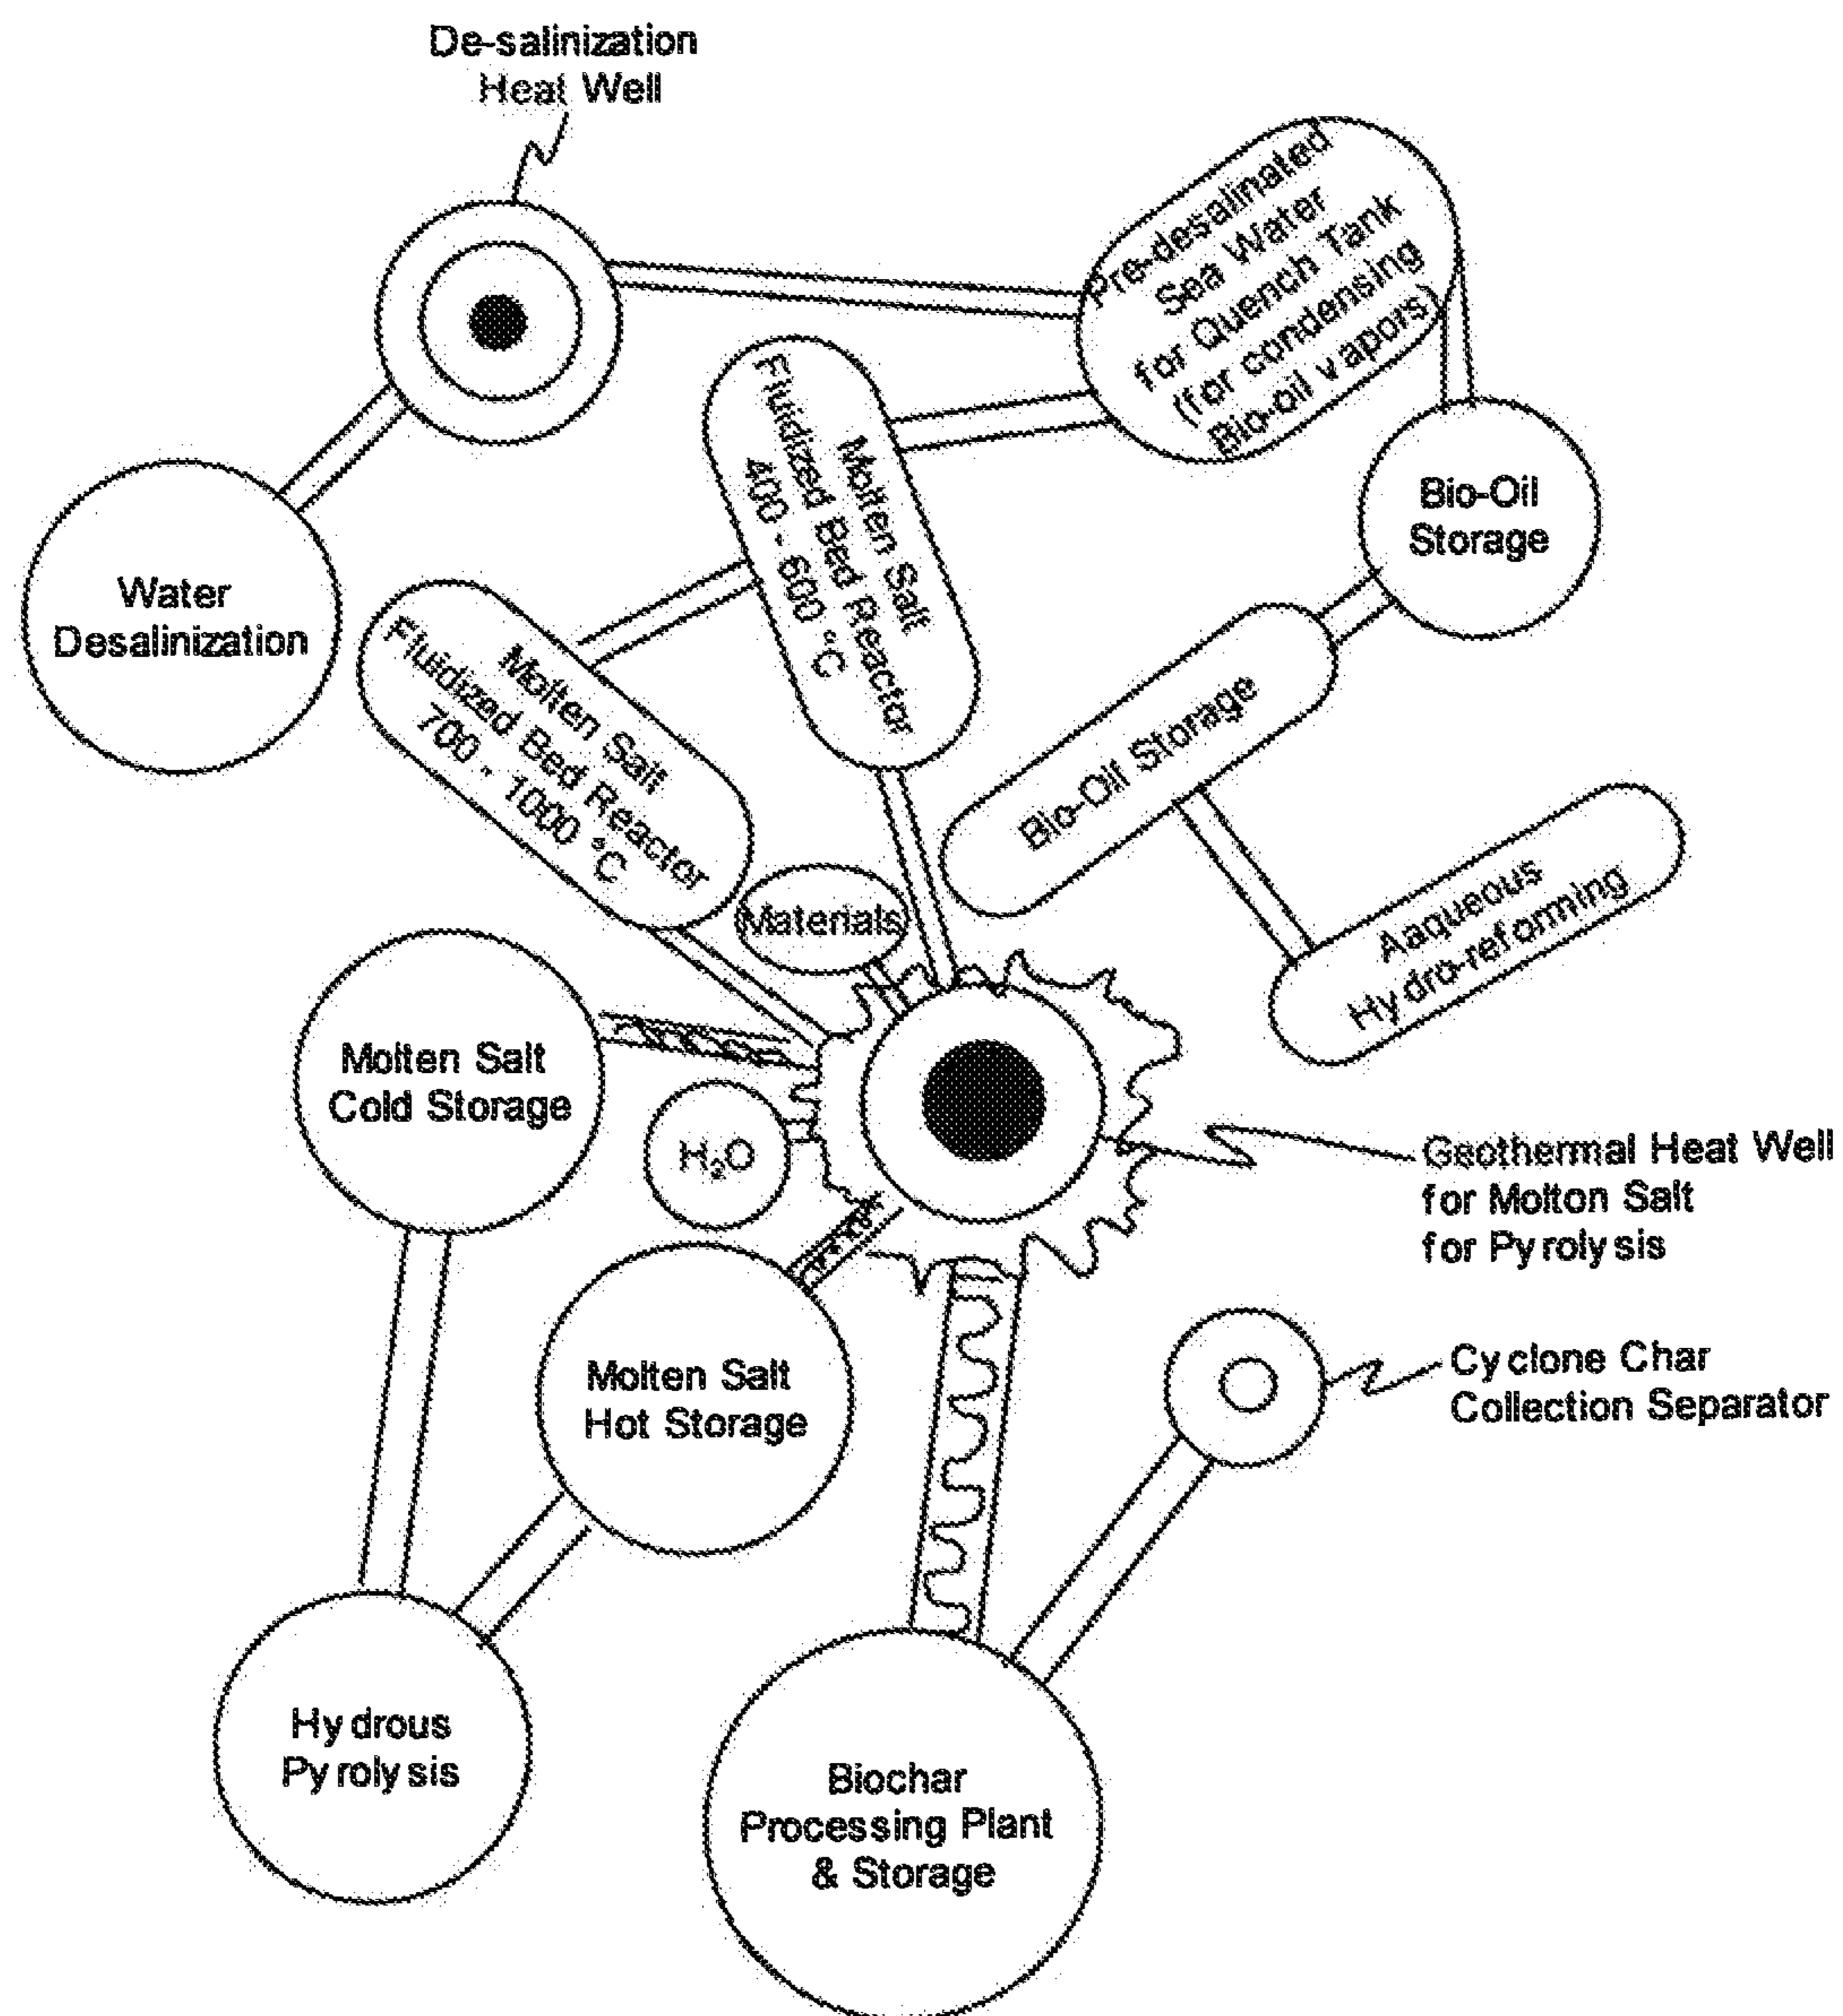 De-salinization
Heat Well
Pre-desalinated
Sea Water
for Quench Tank
(for condensing
Bio-oil vapors)
Molten Salt
Fluidized Bed Reactor
400 - 600 °C
Bio-Oil
Storage
Water
Desalinization
Molten Salt
Fluidized Bed Reactor
700 - 1000 °C
Bio-Oil Storage
Materials
Aaqueous
Hydro-reforming
Molten Salt
Cold Storage
H₂O
Geothermal Heat Well
for Molton Salt
for Pyrolysis
Molten Salt
Hot Storage
Cyclone Char
Collection Separator
Hydrous
Pyrolysis
Biochar
Processing Plant
& Storage